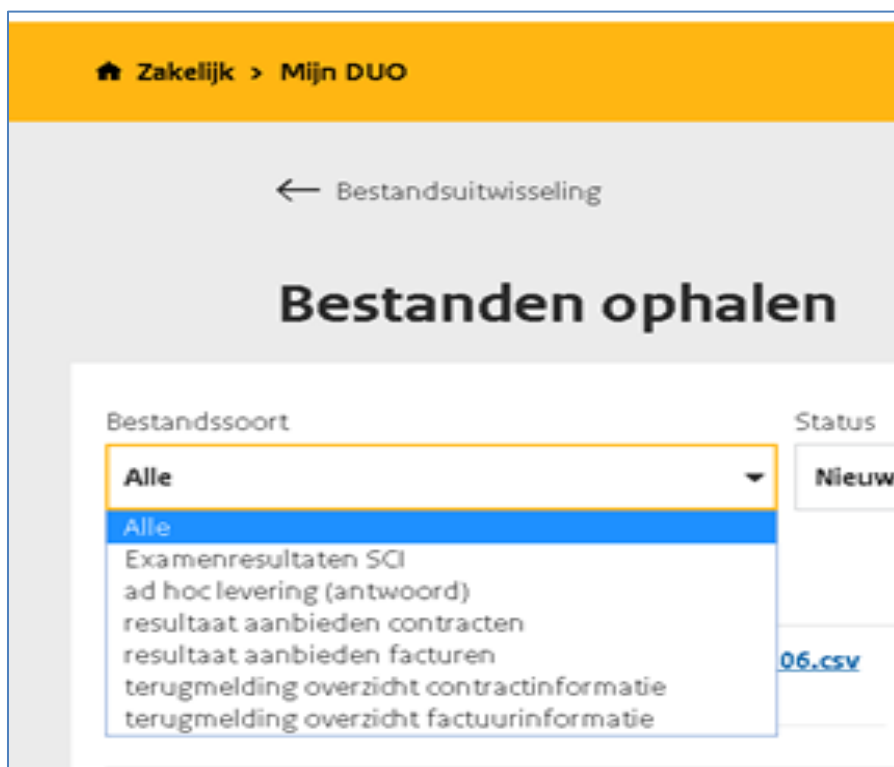 Zakelijk > Mijn DUO
← Bestandsuitwisseling
Bestanden ophalen
Bestandssoort
Status
Alle
Nieuw
Alle
Examenresultaten SCI
ad hoc levering (antwoord)
resultaat aanbieden contracten
resultaat aanbieden facturen
06.csv
terugmelding overzicht contractinformatie
terugmelding overzicht factuurinformatie